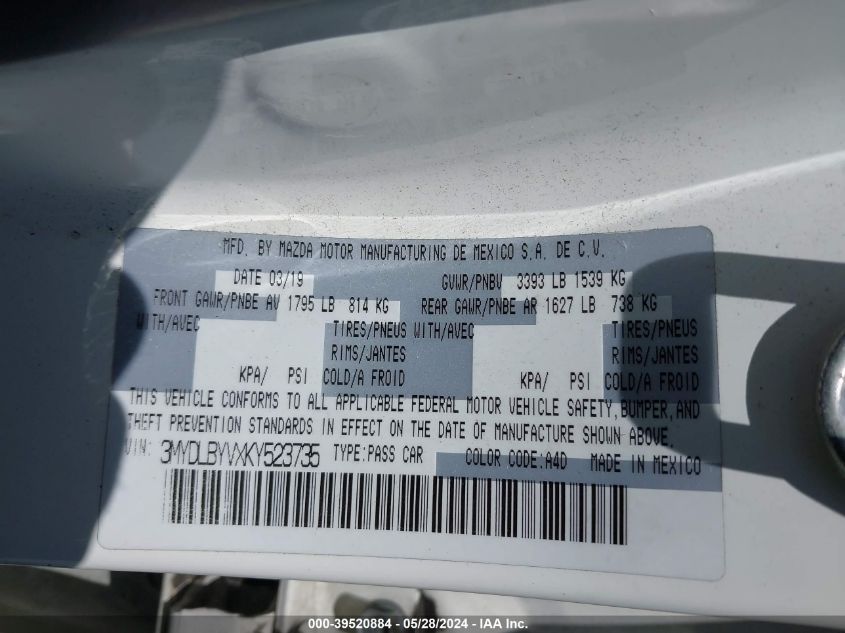 MFD. BY MAZDA MOTOR MANUFACTURING DE MEXICO S.A. DE C.V.
DATE 03/19 GVWR/PNBV 3393 LB 1539 KG
FRONT GAWR/PNBE AV 1795 LB 814 KG REAR GAWR/PNBE AR 1627 LB 738 KG
WITH/AVEC TIRES/PNEUS WITH/AVEC TIRES/PNEUS
RIMS/JANTES RIMS/JANTES
KPA/ PSI COLD/A FROID KPA/ PSI COLD/A FROID
THIS VEHICLE CONFORMS TO ALL APPLICABLE FEDERAL MOTOR VEHICLE SAFETY, BUMPER, AND
THEFT PREVENTION STANDARDS IN EFFECT ON THE DATE OF MANUFACTURE SHOWN ABOVE.
VIN: 3MYDLBYVXKY523735 TYPE:PASS CAR COLOR CODE:A4D MADE IN MEXICO
000-39520884 - 05/28/2024 - IAA Inc.